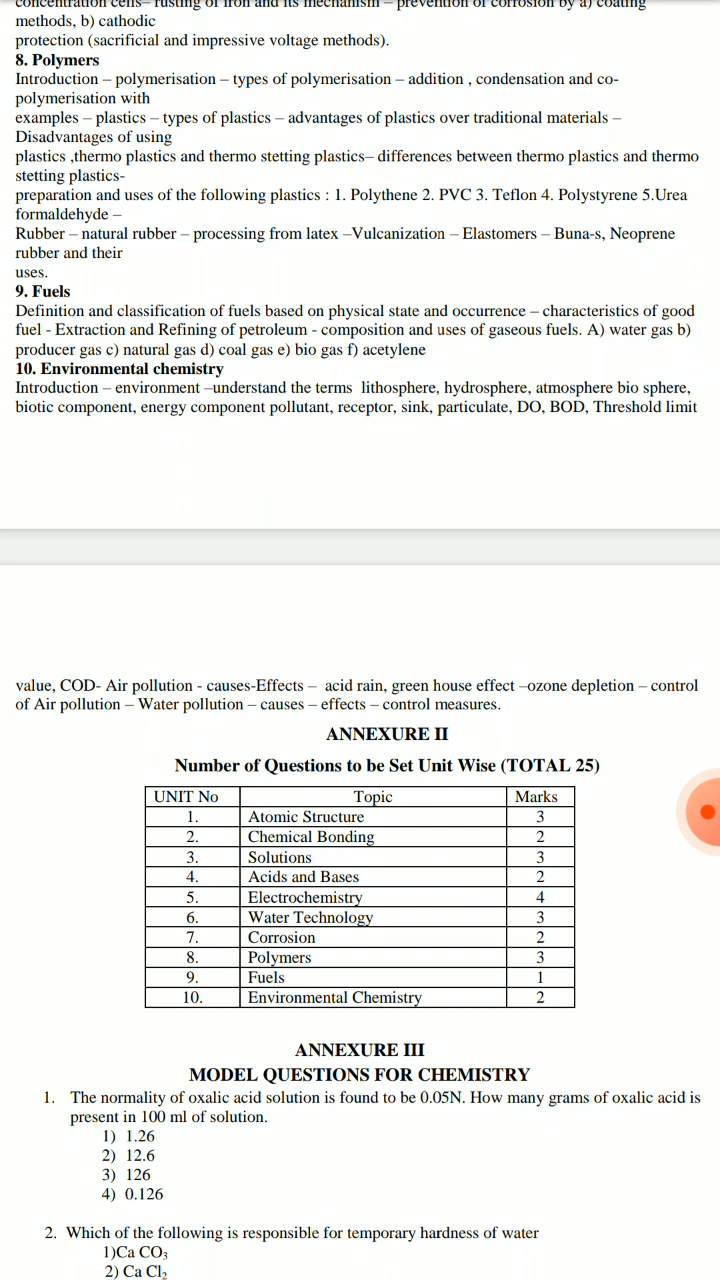 concentration cells– rusting of iron and its mechanism – prevention of corrosion by a) coating
methods, b) cathodic
protection (sacrificial and impressive voltage methods).
8. Polymers
Introduction – polymerisation – types of polymerisation – addition , condensation and co-
polymerisation with
examples – plastics – types of plastics – advantages of plastics over traditional materials –
Disadvantages of using
plastics ,thermo plastics and thermo stetting plastics– differences between thermo plastics and thermo
stetting plastics-
preparation and uses of the following plastics : 1. Polythene 2. PVC 3. Teflon 4. Polystyrene 5.Urea
formaldehyde –
Rubber – natural rubber – processing from latex –Vulcanization – Elastomers – Buna-s, Neoprene
rubber and their
uses.
9. Fuels
Definition and classification of fuels based on physical state and occurrence – characteristics of good
fuel - Extraction and Refining of petroleum - composition and uses of gaseous fuels. A) water gas b)
producer gas c) natural gas d) coal gas e) bio gas f) acetylene
10. Environmental chemistry
Introduction – environment –understand the terms lithosphere, hydrosphere, atmosphere bio sphere,
biotic component, energy component pollutant, receptor, sink, particulate, DO, BOD, Threshold limit
value, COD- Air pollution - causes-Effects – acid rain, green house effect –ozone depletion – control
of Air pollution – Water pollution – causes – effects – control measures.
ANNEXURE II
Number of Questions to be Set Unit Wise (TOTAL 25)
UNIT No Topic Marks
1. Atomic Structure 3
2. Chemical Bonding 2
3. Solutions 3
4. Acids and Bases 2
5. Electrochemistry 4
6. Water Technology 3
7. Corrosion 2
8. Polymers 3
9. Fuels 1
10. Environmental Chemistry 2
ANNEXURE III
MODEL QUESTIONS FOR CHEMISTRY
1. The normality of oxalic acid solution is found to be 0.05N. How many grams of oxalic acid is
present in 100 ml of solution.
1) 1.26
2) 12.6
3) 126
4) 0.126
2. Which of the following is responsible for temporary hardness of water
1)Ca CO₃
2) Ca Cl₂